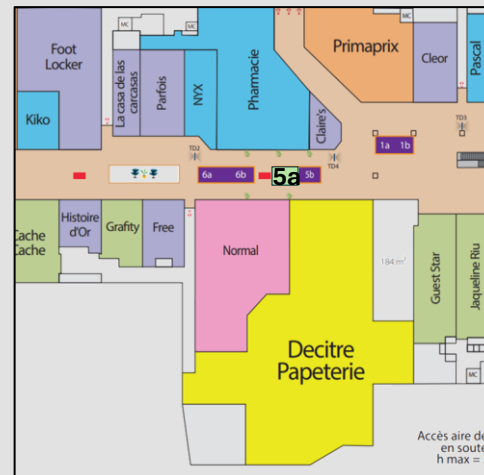 MC
MC
Foot
Locker
La casa de las
carcasas
Parfois
NYX
Pharmacie
Primaprix
Cleor
Pascal
Kiko
Claire's
TD2
TD4
TD3
1a 1b
6a 6b
5a
5b
Cache
Cache
Histoire
d'Or
Grafity
Free
Normal
184 m²
Guest Star
Jaqueline Riu
Decitre
Papeterie
MC
Accès aire de
en soute
h max =